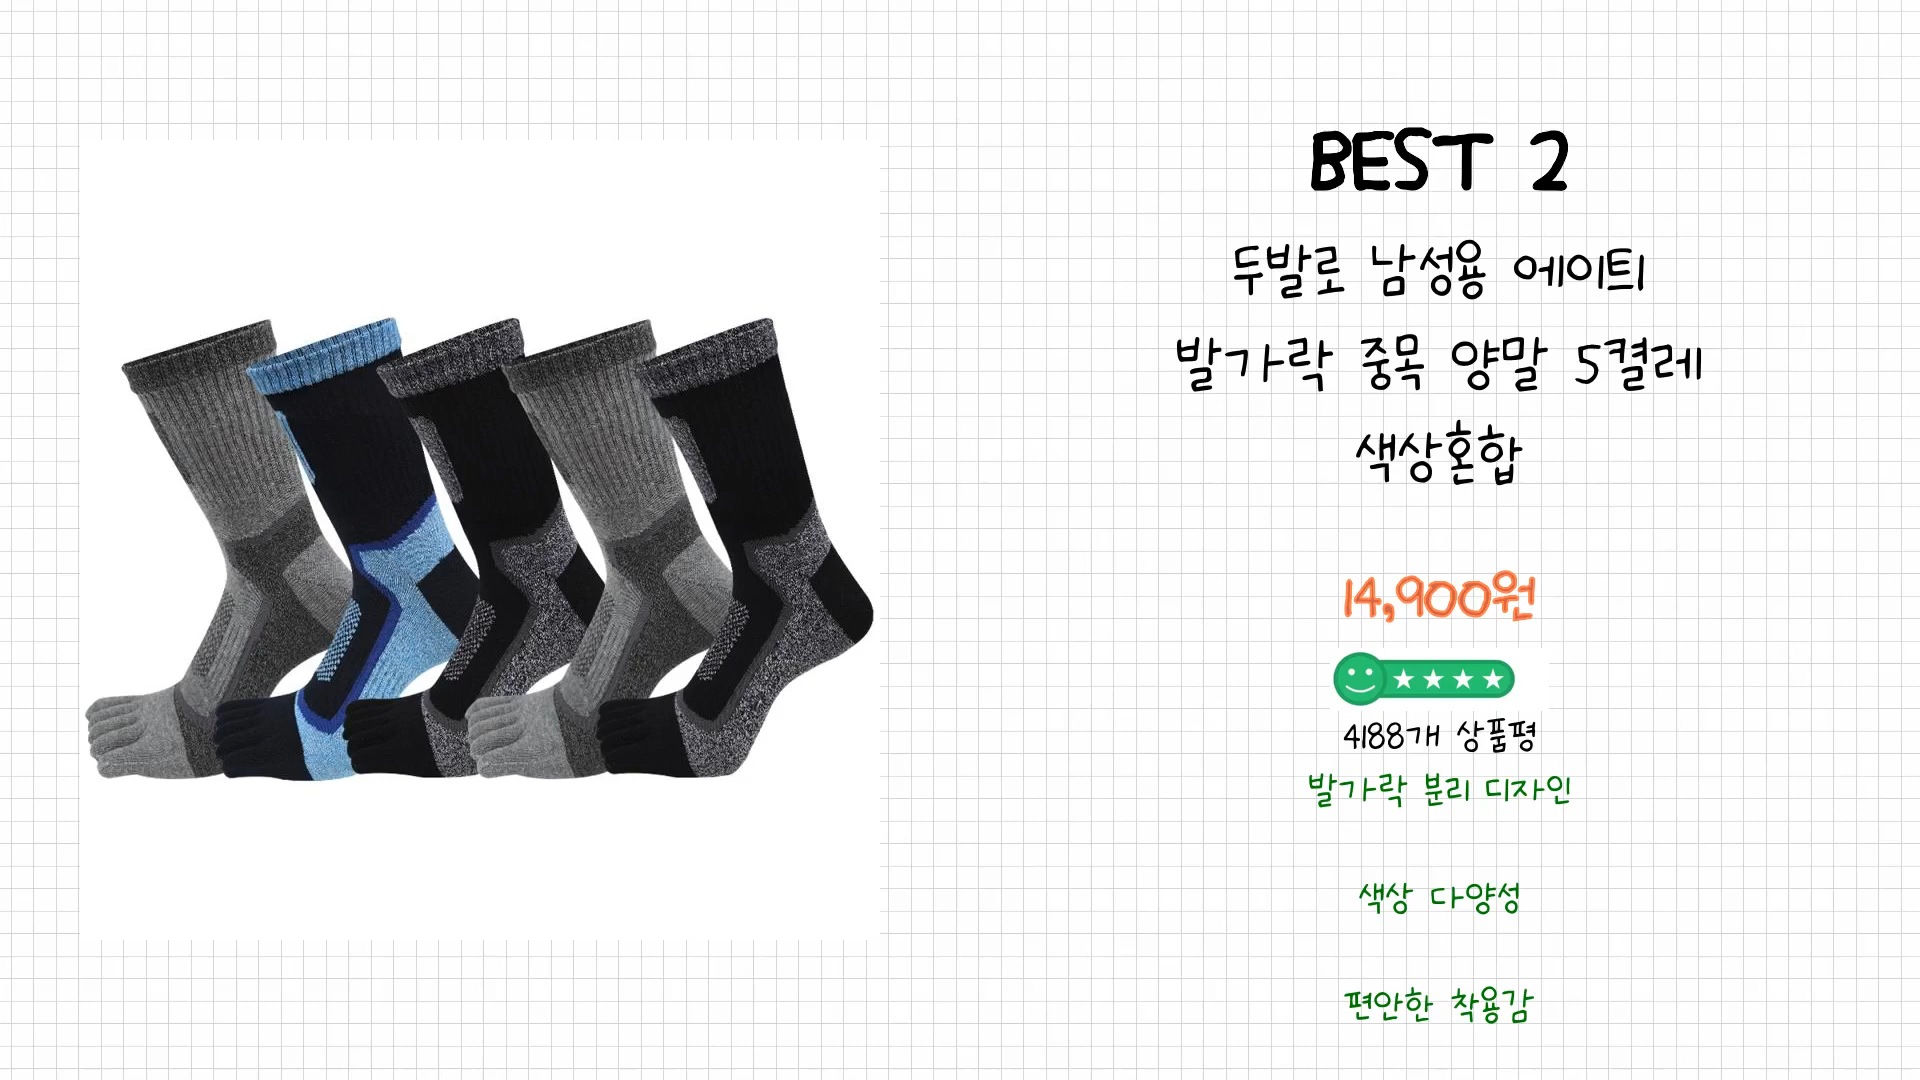 BEST 2
두발로 남성용 에이티
발가락 중목 양말 5켤레
색상혼합
14,900원
4188개 상품평
발가락 분리 디자인
색상 다양성
편안한 착용감